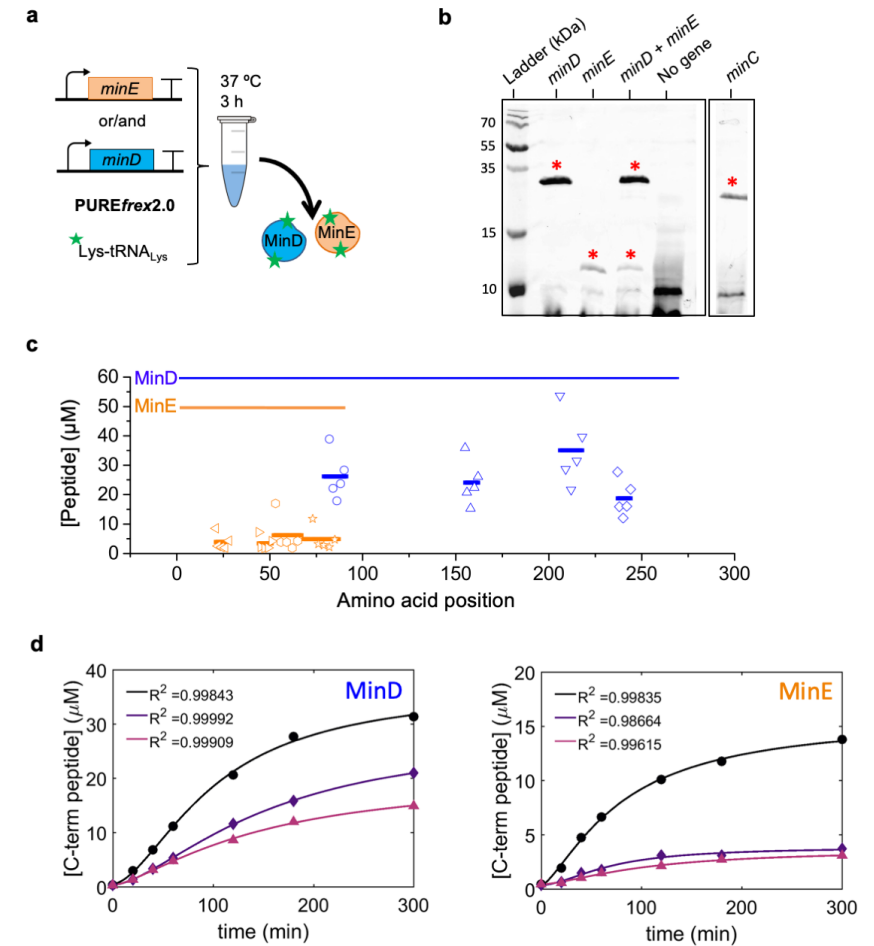 a
minE
or/and
minD
PUREfrex2.0
Lys-tRNALys
37 ºC
3 h
MinD
MinE
b
Ladder (kDa)
minD
minE
minD + minE
No gene
minC
70
55
35
15
10
*
*
*
*
*
c
[Peptide] (µM)
60
50
40
30
20
10
0
MinD
MinE
0
50
100
150
200
250
300
Amino acid position
d
[C-term peptide] (µM)
40
30
20
10
0
R2 =0.99843
R2 =0.99992
R2 =0.99909
MinD
0
100
200
300
time (min)
[C-term peptide] (µM)
20
15
10
5
0
R2 =0.99835
R2 =0.98664
R2 =0.99615
MinE
0
100
200
300
time (min)